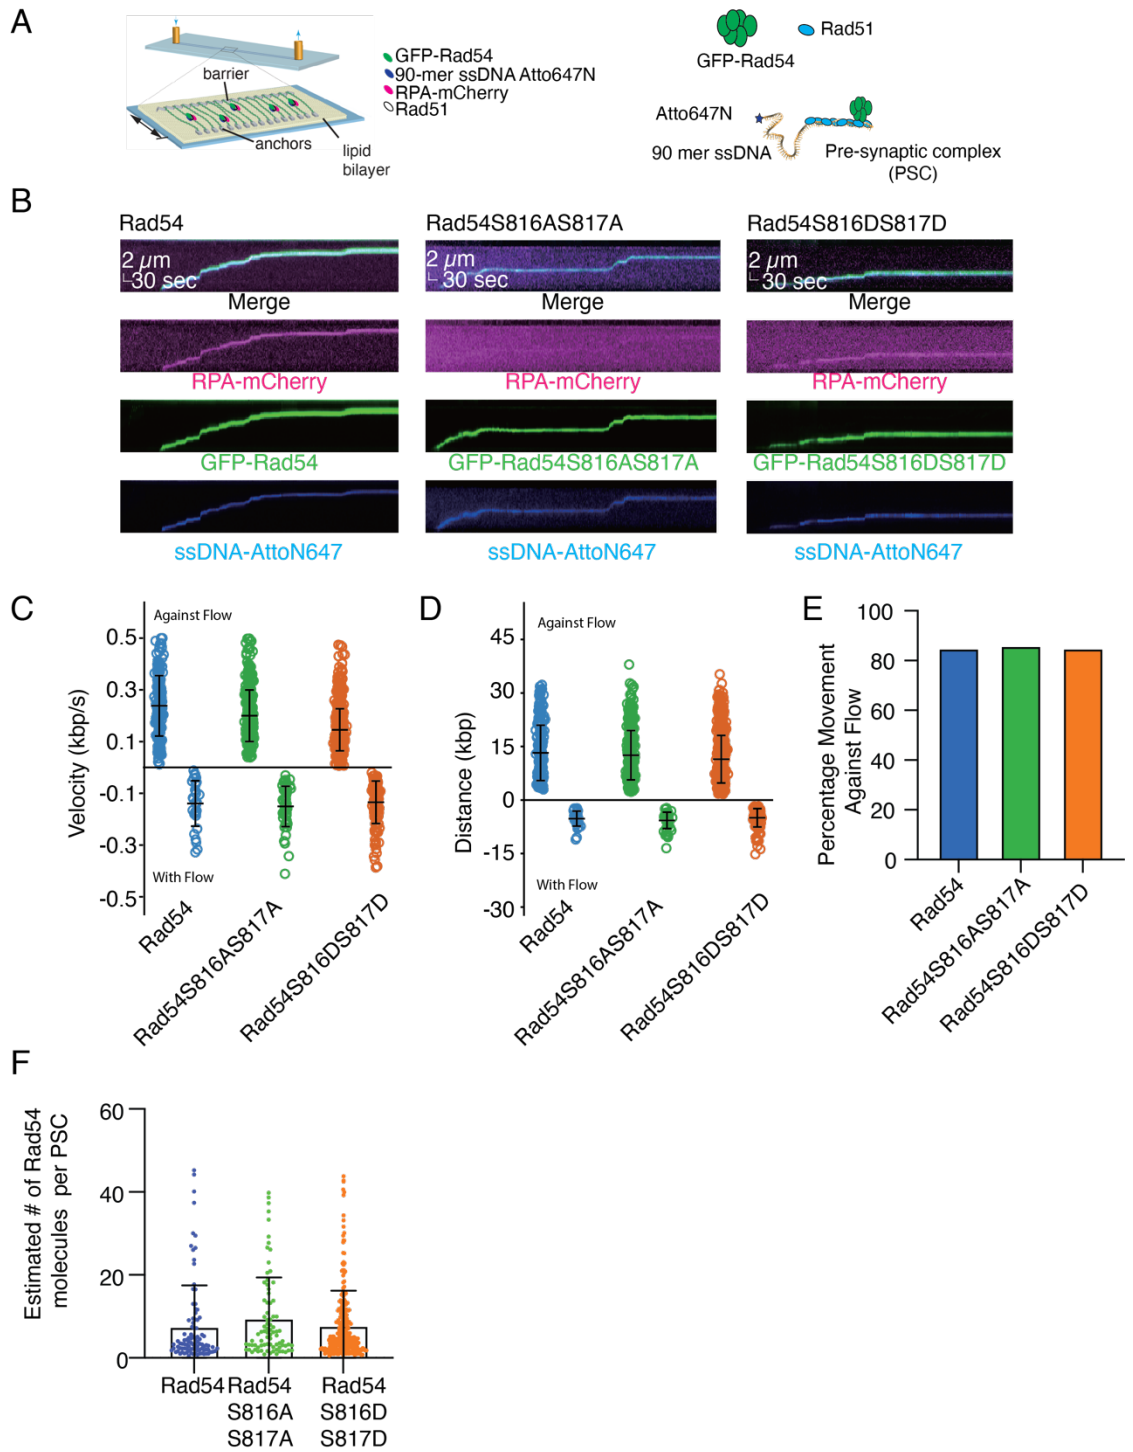 A
GFP-Rad54
90-mer ssDNA Atto647N
RPA-mCherry
Rad51
barrier
anchors
lipid
bilayer
GFP-Rad54
Rad51
Atto647N
90 mer ssDNA
Pre-synaptic complex
(PSC)
B
Rad54
2 µm
30 sec
Merge
RPA-mCherry
GFP-Rad54
ssDNA-AttoN647
Rad54S816AS817A
2 µm
30 sec
Merge
RPA-mCherry
GFP-Rad54S816AS817A
ssDNA-AttoN647
Rad54S816DS817D
2 µm
30 sec
Merge
RPA-mCherry
GFP-Rad54S816DS817D
ssDNA-AttoN647
C
Velocity (kbp/s)
Against Flow
0.5
0.3
0.1
-0.1
-0.3
-0.5
With Flow
Rad54
Rad54S816AS817A
Rad54S816DS817D
D
Distance (kbp)
Against Flow
45
30
15
0
-15
-30
With Flow
Rad54
Rad54S816AS817A
Rad54S816DS817D
E
Percentage Movement
Against Flow
100
80
60
40
20
0
Rad54
Rad54S816AS817A
Rad54S816DS817D
F
Estimated # of Rad54
molecules per PSC
60
40
20
0
Rad54
Rad54
S816A
S817A
Rad54
S816D
S817D